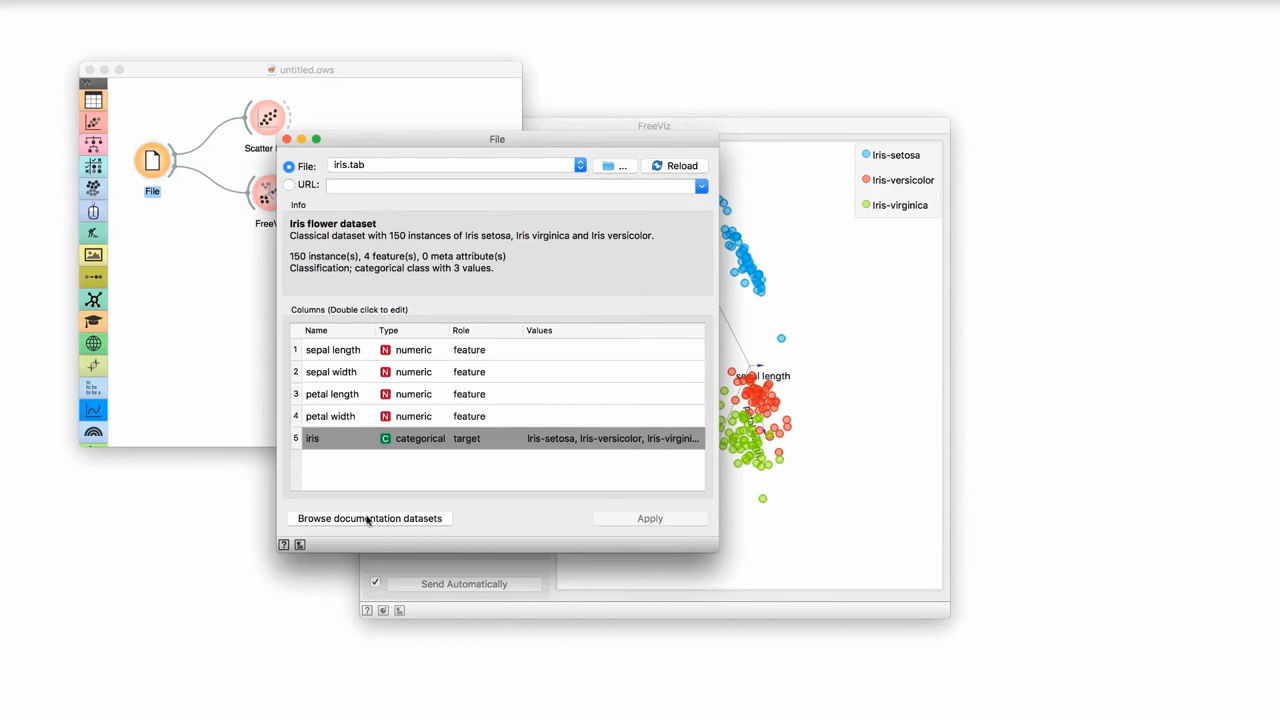 untitled.ows
File
Scatter
FreeV
File
File:
iris.tab
...
Reload
URL:
Info
Iris flower dataset
Classical dataset with 150 instances of Iris setosa, Iris virginica and Iris versicolor.
150 instance(s), 4 feature(s), 0 meta attribute(s)
Classification; categorical class with 3 values.
Columns (Double click to edit)
Name Type Role Values
1 sepal length N numeric feature
2 sepal width N numeric feature
3 petal length N numeric feature
4 petal width N numeric feature
5 iris C categorical target Iris-setosa, Iris-versicolor, Iris-virgini...
Browse documentation datasets
Apply
FreeViz
Iris-setosa
Iris-versicolor
Iris-virginica
sepal length
Send Automatically